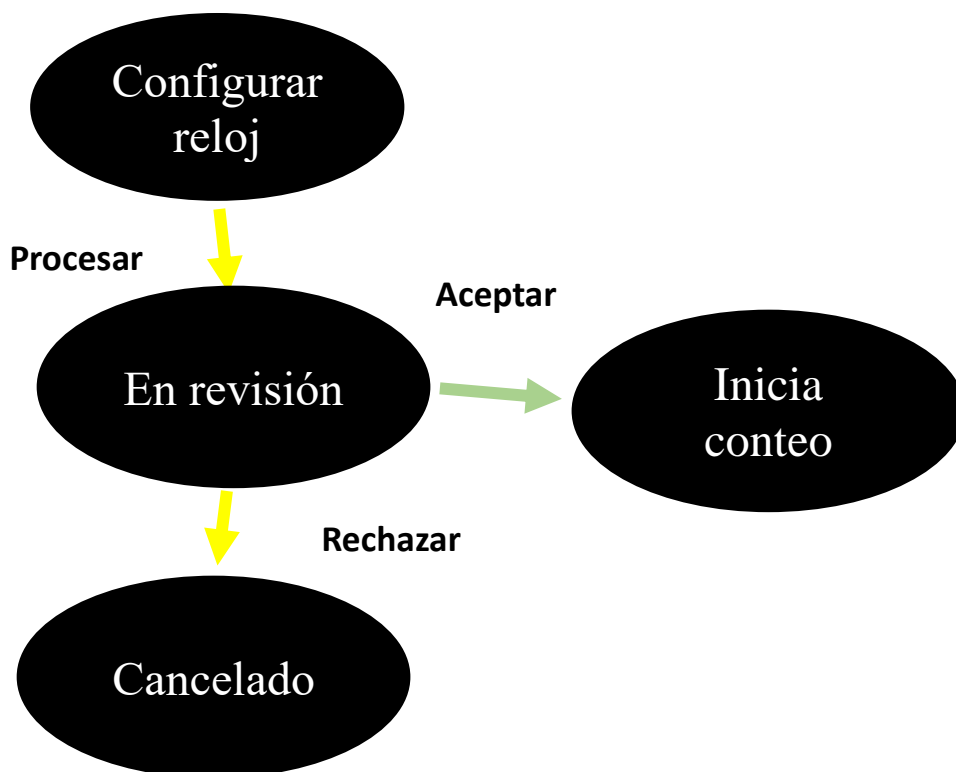 Configurar
reloj
Procesar
Aceptar
En revisión
Inicia
conteo
Rechazar
Cancelado